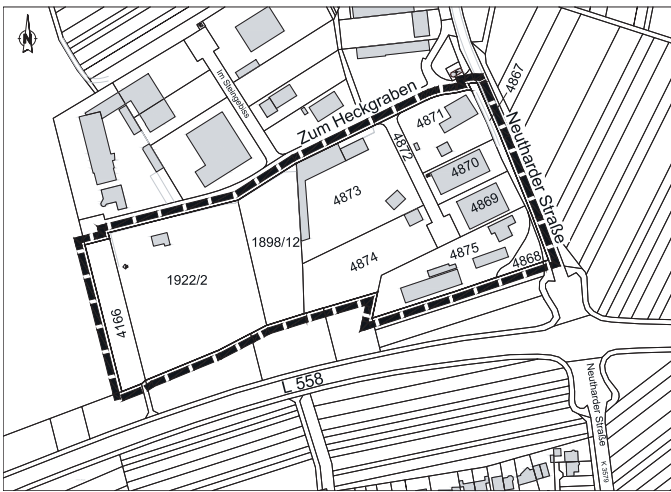 N
Im Steingebiss
Zum Heckgraben
4867
4871
4872
Neutharder Straße
4870
4873
4869
1898/12
4875
4874
4868
1922/2
4166
L 558
Neutharder Straße
K 3579